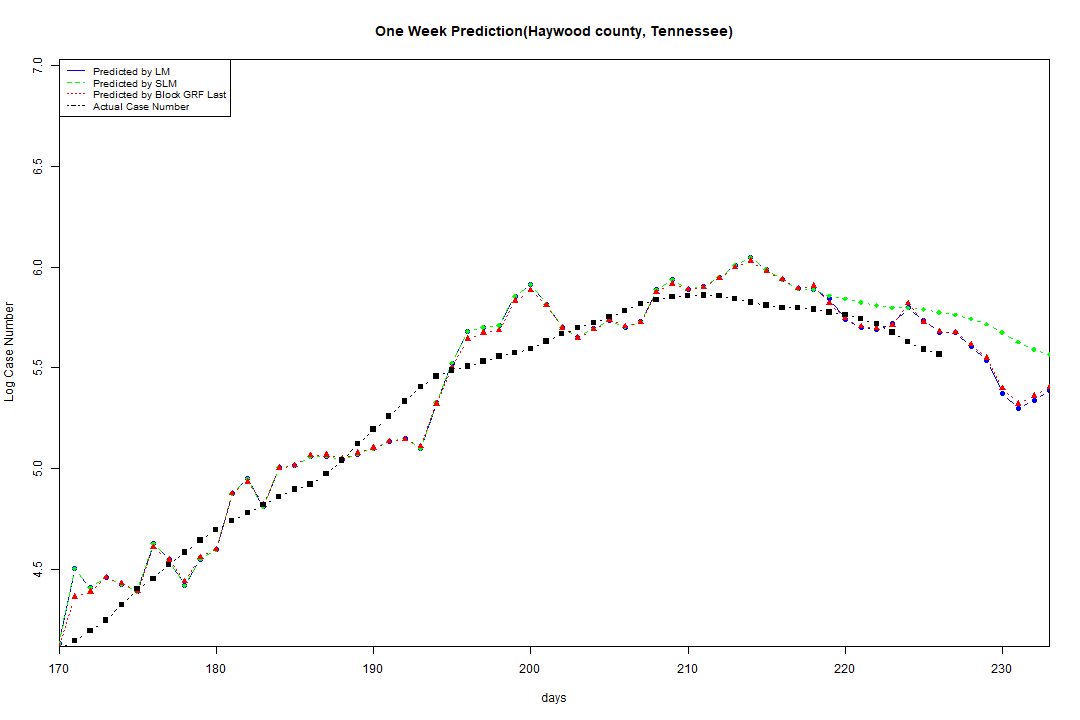 One Week Prediction(Haywood county, Tennessee)
7.0
Predicted by LM
Predicted by SLM
Predicted by Block GRF Last
Actual Case Number
6.5
6.0
Log Case Number
5.5
5.0
4.5
170 180 190 200 210 220 230
days